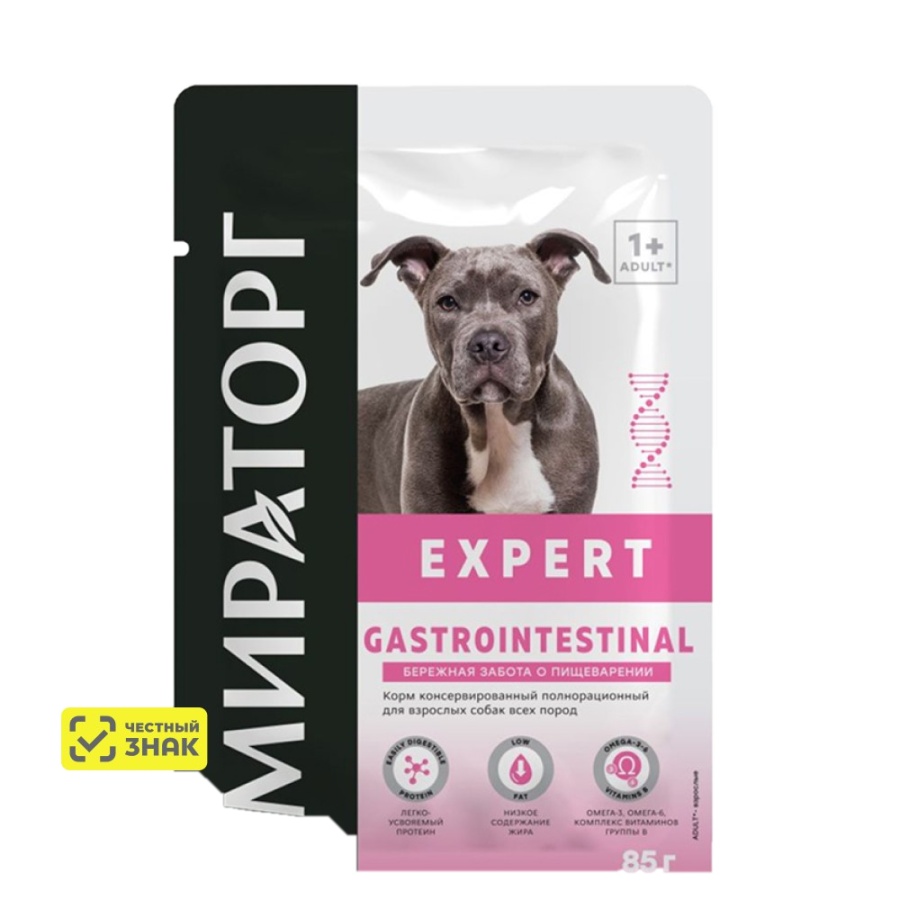 МИРАТОРГ
1+
ADULT*
EXPERT
GASTROINTESTINAL
БЕРЕЖНАЯ ЗАБОТА О ПИЩЕВАРЕНИИ
Корм консервированный полнорационный
для взрослых собак всех пород
EASILY DIGESTIBLE
PROTEIN
ЛЕГКО-
УСВОЯЕМЫЙ
ПРОТЕИН
LOW
FAT
НИЗКОЕ
СОДЕРЖАНИЕ
ЖИРА
OMEGA-3-6
VITAMINS B
ОМЕГА-3, ОМЕГА-6,
КОМПЛЕКС ВИТАМИНОВ
ГРУППЫ В
ADULT*- взрослые
85 г
ЧЕСТНЫЙ
ЗНАК